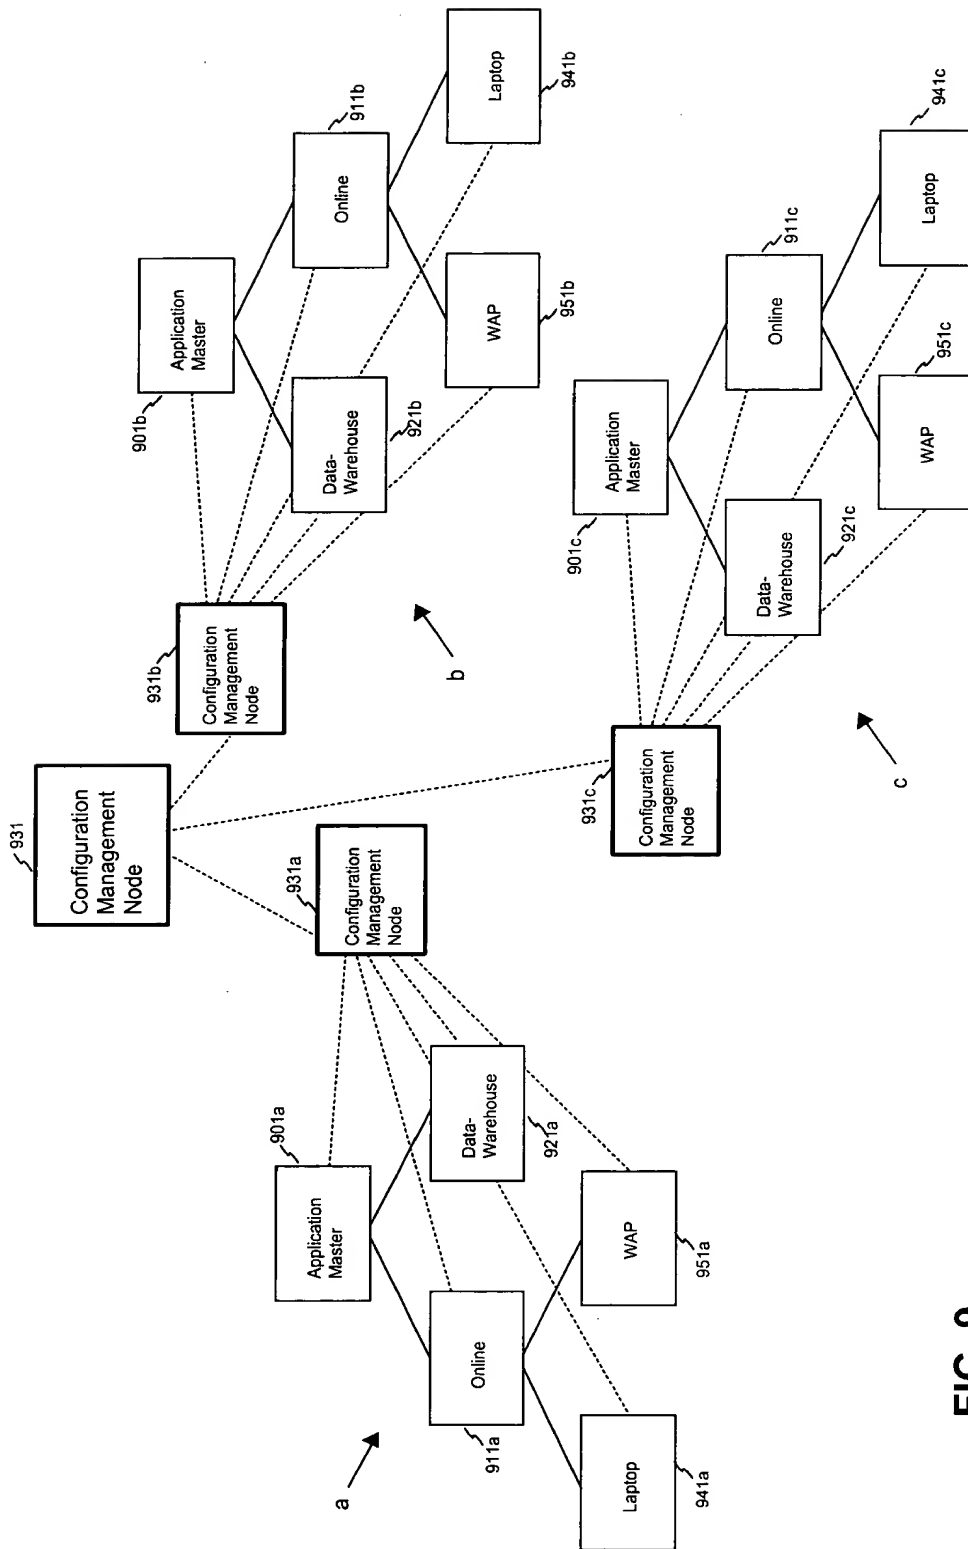 931
Configuration
Management
Node
931a
Configuration
Management
Node
931b
Configuration
Management
Node
931c
Configuration
Management
Node
a
901a
Application
Master
911a
Online
921a
Data-
Warehouse
941a
Laptop
951a
WAP
b
901b
Application
Master
921b
Data-
Warehouse
911b
Online
951b
WAP
941b
Laptop
c
901c
Application
Master
921c
Data-
Warehouse
911c
Online
951c
WAP
941c
Laptop
FIG. 9